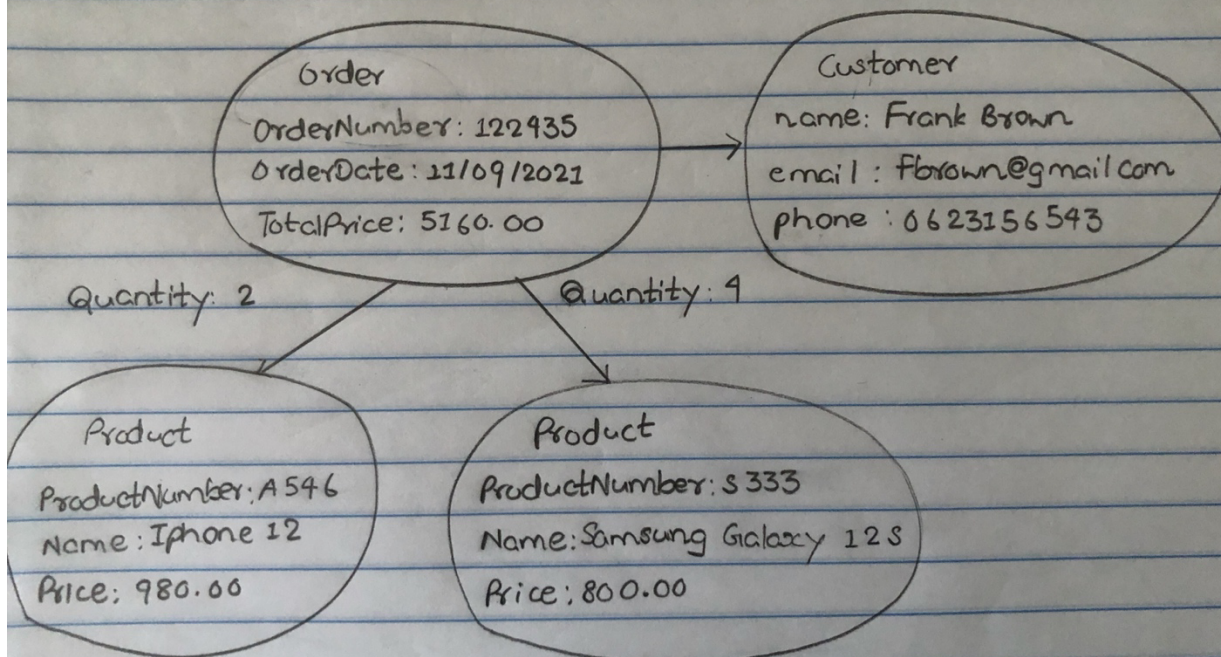 Order
OrderNumber: 122435
OrderDate: 11/09/2021
TotalPrice: 5160.00
Customer
name: Frank Brown
email: fbrown@gmail.com
phone: 0623156543
Quantity: 2
Quantity: 4
Product
ProductNumber: A546
Name: Iphone 12
Price: 980.00
Product
ProductNumber: S333
Name: Samsung Galaxy 12S
Price: 800.00